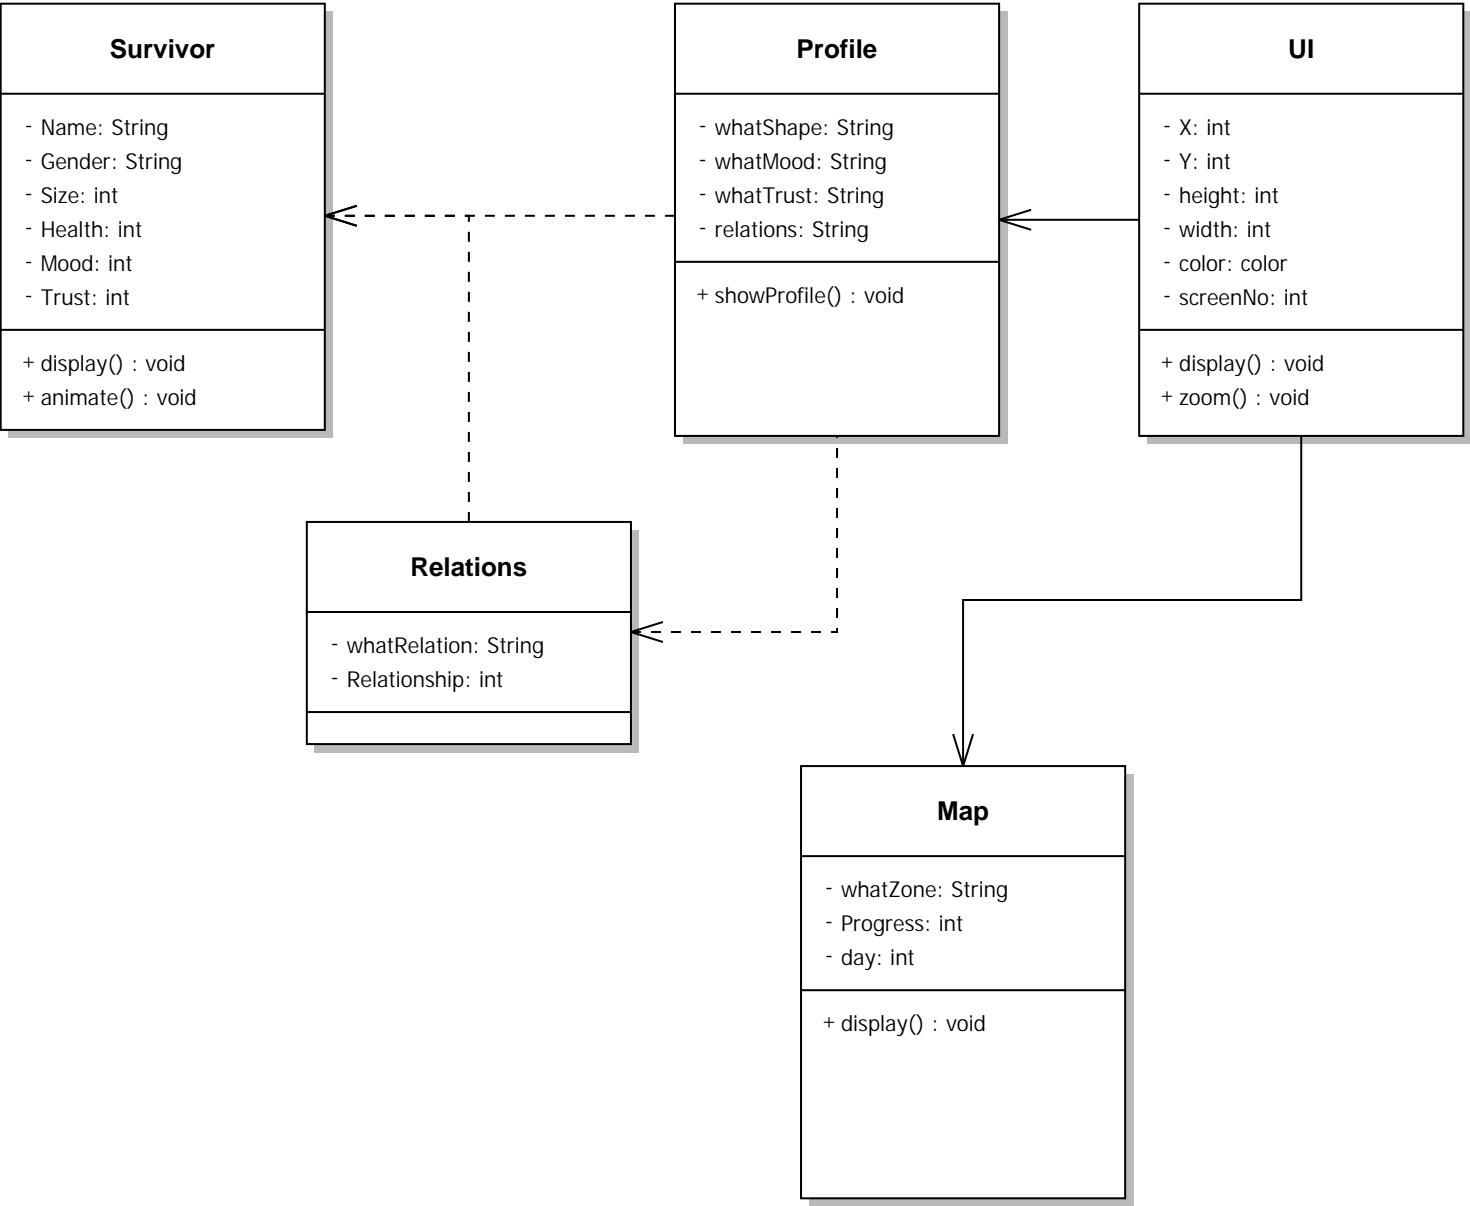 Survivor
- Name: String
- Gender: String
- Size: int
- Health: int
- Mood: int
- Trust: int
+ display() : void
+ animate() : void
Profile
- whatShape: String
- whatMood: String
- whatTrust: String
- relations: String
+ showProfile() : void
UI
- X: int
- Y: int
- height: int
- width: int
- color: color
- screenNo: int
+ display() : void
+ zoom() : void
Relations
- whatRelation: String
- Relationship: int
Map
- whatZone: String
- Progress: int
- day: int
+ display() : void